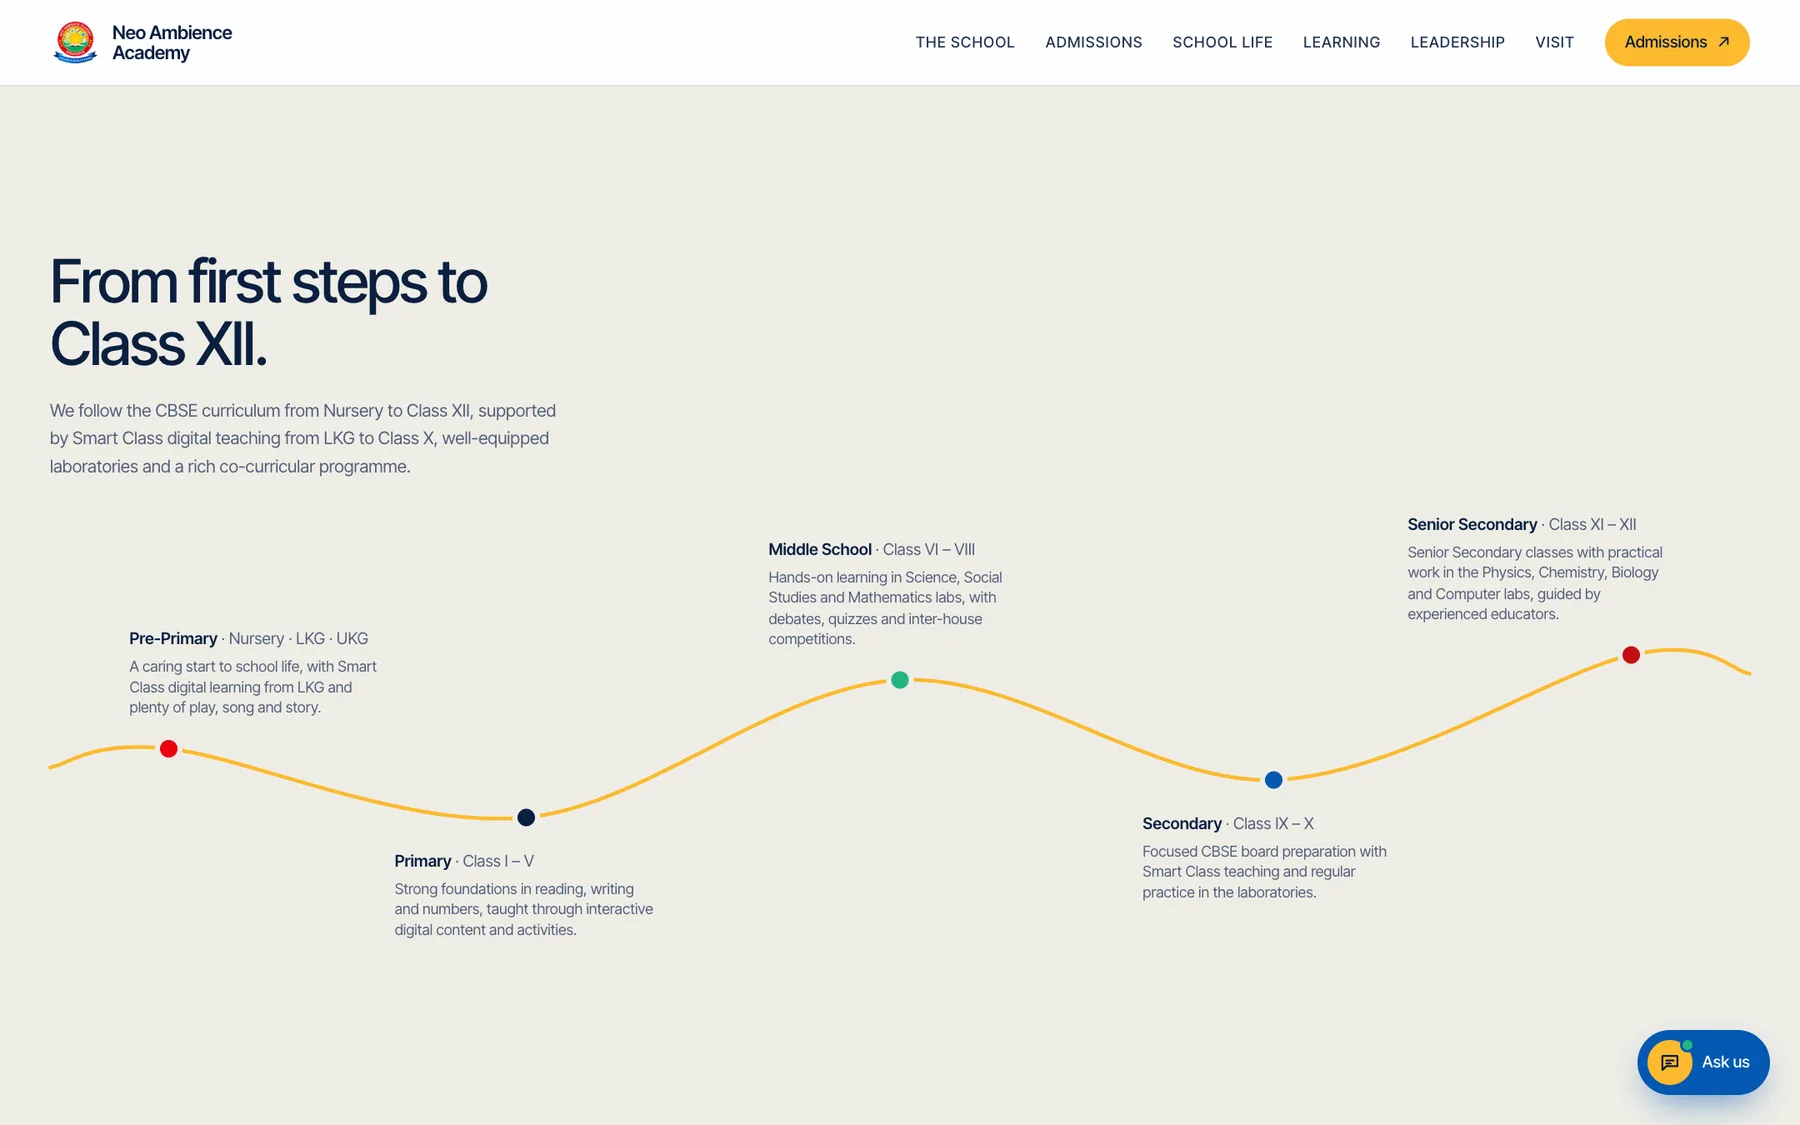 Neo Ambience
Academy
THE SCHOOL
ADMISSIONS
SCHOOL LIFE
LEARNING
LEADERSHIP
VISIT
Admissions
From first steps to
Class XII.
We follow the CBSE curriculum from Nursery to Class XII, supported
by Smart Class digital teaching from LKG to Class X, well-equipped
laboratories and a rich co-curricular programme.
Pre-Primary · Nursery · LKG · UKG
A caring start to school life, with Smart
Class digital learning from LKG and
plenty of play, song and story.
Primary · Class I – V
Strong foundations in reading, writing
and numbers, taught through interactive
digital content and activities.
Middle School · Class VI – VIII
Hands-on learning in Science, Social
Studies and Mathematics labs, with
debates, quizzes and inter-house
competitions.
Secondary · Class IX – X
Focused CBSE board preparation with
Smart Class teaching and regular
practice in the laboratories.
Senior Secondary · Class XI – XII
Senior Secondary classes with practical
work in the Physics, Chemistry, Biology
and Computer labs, guided by
experienced educators.
Ask us